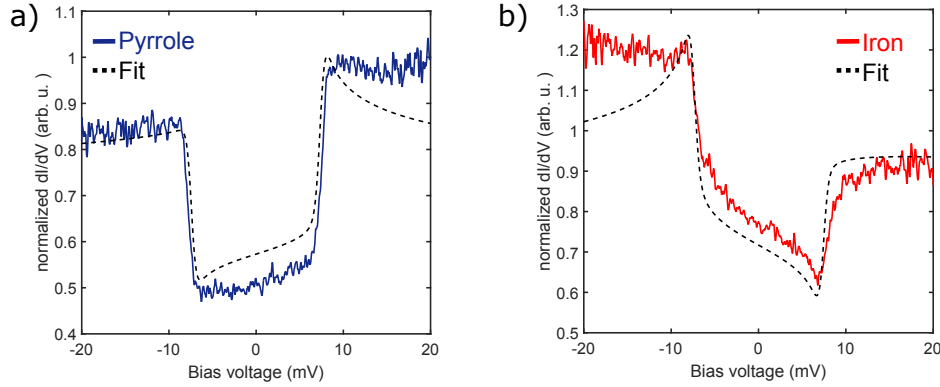 a)
Pyrrole
Fit
normalized dI/dV (arb. u. )
1.1
1
0.9
0.8
0.7
0.6
0.5
0.4
-20
-10
0
10
20
Bias voltage (mV)
b)
Iron
Fit
normalized dI/dV (arb. u. )
1.3
1.2
1.1
1
0.9
0.8
0.7
0.6
0.5
-20
-10
0
10
20
Bias voltage (mV)